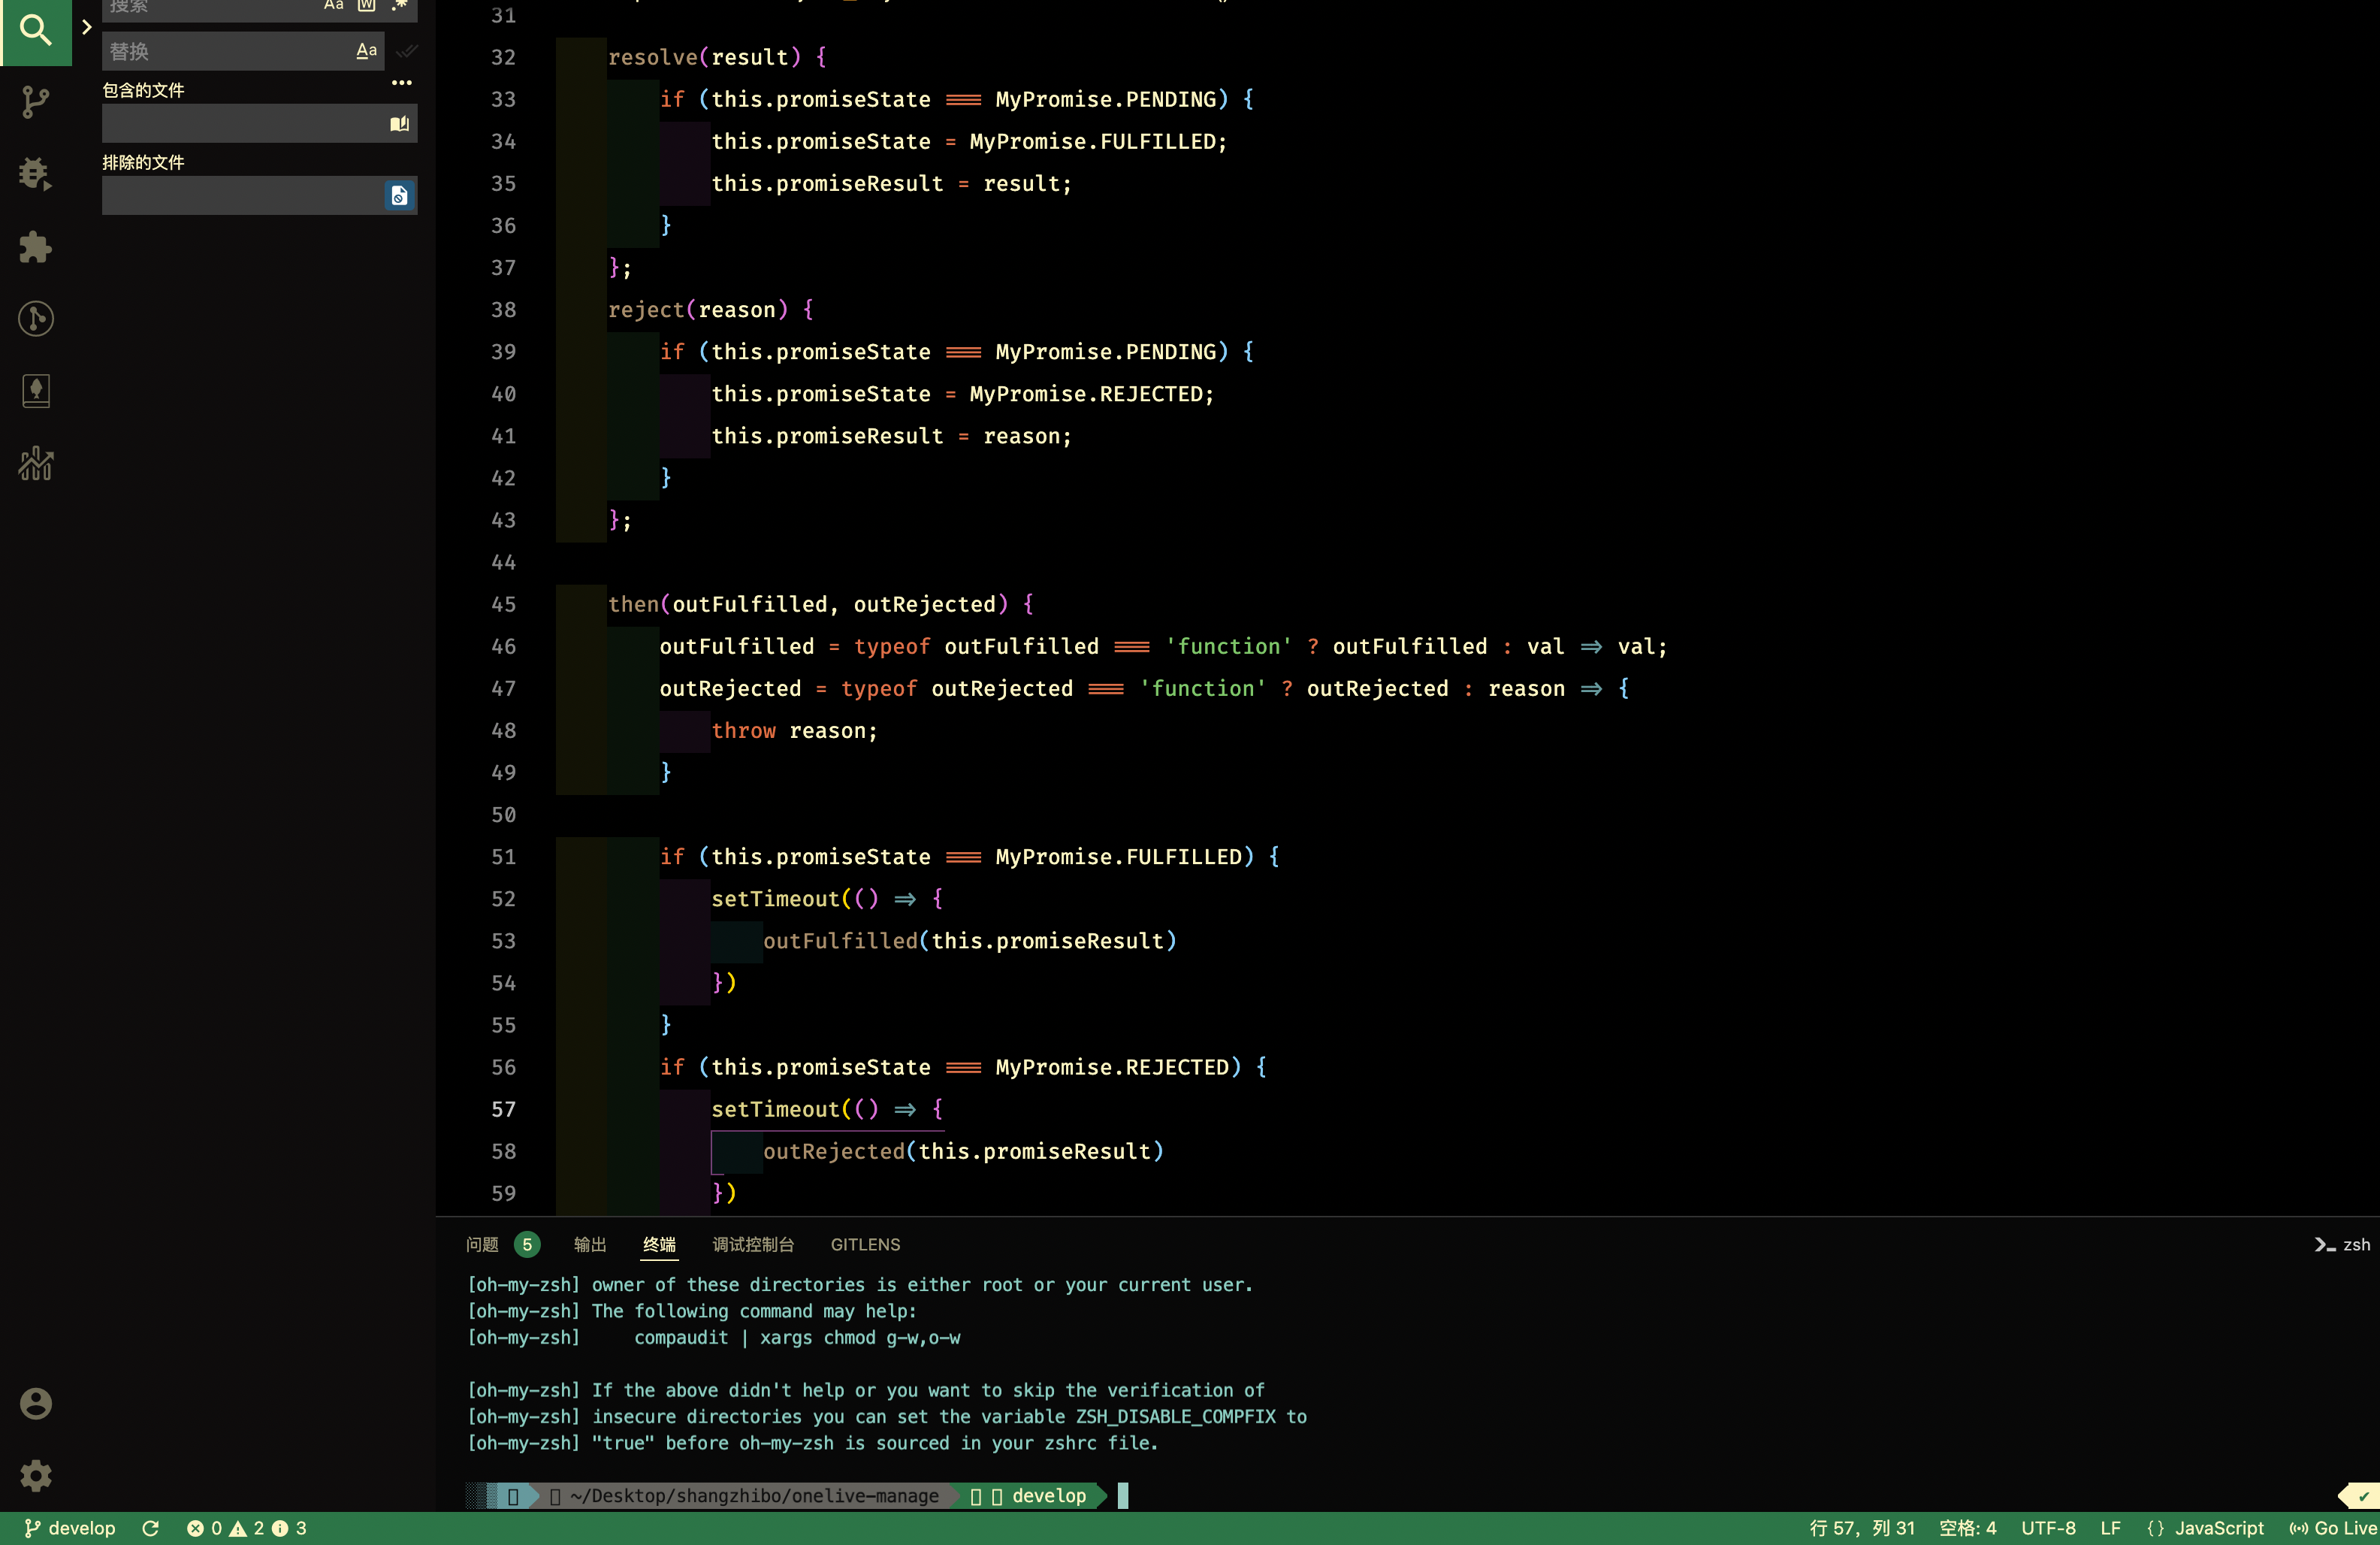 搜索
Aa
替换
Aa
包含的文件
排除的文件
31
32 resolve(result) {
33 if (this.promiseState === MyPromise.PENDING) {
34 this.promiseState = MyPromise.FULFILLED;
35 this.promiseResult = result;
36 }
37 };
38 reject(reason) {
39 if (this.promiseState === MyPromise.PENDING) {
40 this.promiseState = MyPromise.REJECTED;
41 this.promiseResult = reason;
42 }
43 };
44
45 then(outFulfilled, outRejected) {
46 outFulfilled = typeof outFulfilled === 'function' ? outFulfilled : val => val;
47 outRejected = typeof outRejected === 'function' ? outRejected : reason => {
48 throw reason;
49 }
50
51 if (this.promiseState === MyPromise.FULFILLED) {
52 setTimeout(() => {
53 outFulfilled(this.promiseResult)
54 })
55 }
56 if (this.promiseState === MyPromise.REJECTED) {
57 setTimeout(() => {
58 outRejected(this.promiseResult)
59 })
问题 5 输出 终端 调试控制台 GITLENS zsh
[oh-my-zsh] owner of these directories is either root or your current user.
[oh-my-zsh] The following command may help:
[oh-my-zsh] compaudit | xargs chmod g-w,o-w
[oh-my-zsh] If the above didn't help or you want to skip the verification of
[oh-my-zsh] insecure directories you can set the variable ZSH_DISABLE_COMPFIX to
[oh-my-zsh] "true" before oh-my-zsh is sourced in your zshrc file.
~/Desktop/shangzhibo/onelive-manage develop
develop 0 2 3 行 57，列 31 空格: 4 UTF-8 LF {} JavaScript Go Live